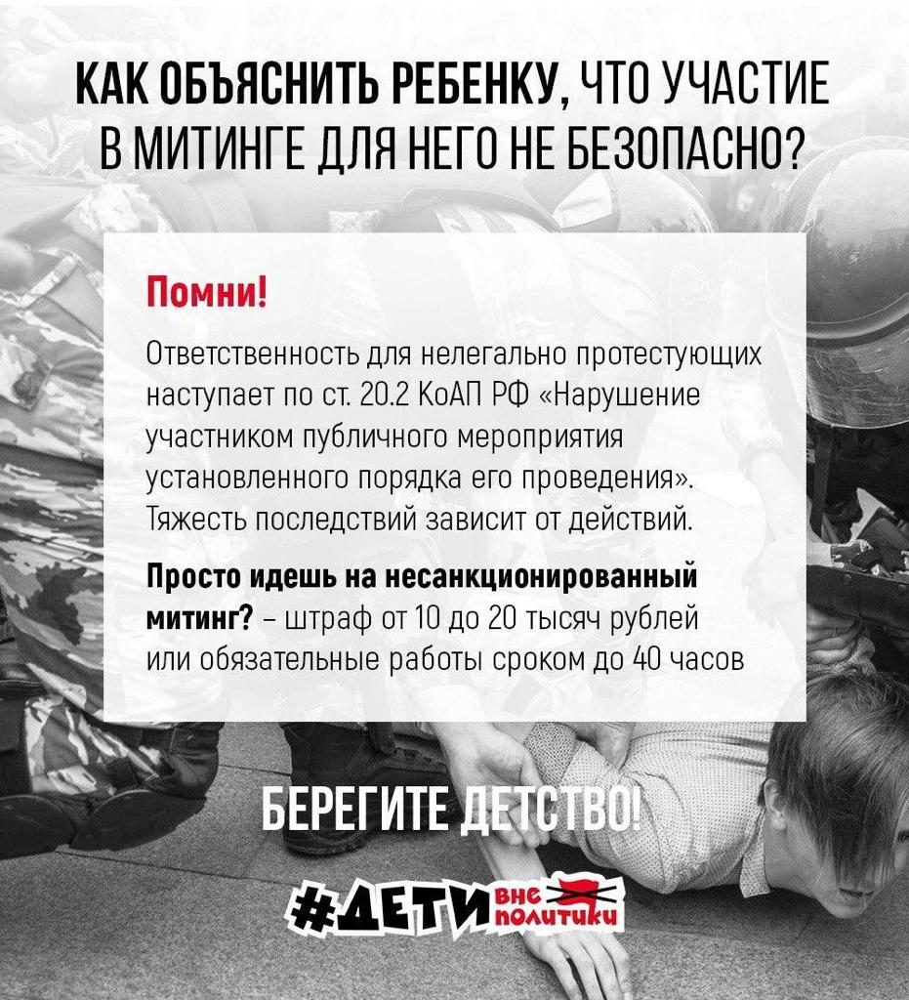 КАК ОБЪЯСНИТЬ РЕБЕНКУ, ЧТО УЧАСТИЕ
В МИТИНГЕ ДЛЯ НЕГО НЕ БЕЗОПАСНО?
Помни!
Ответственность для нелегально протестующих
наступает по ст. 20.2 КоАП РФ «Нарушение
участником публичного мероприятия
установленного порядка его проведения».
Тяжесть последствий зависит от действий.
Просто идешь на несанкционированный
митинг? – штраф от 10 до 20 тысяч рублей
или обязательные работы сроком до 40 часов
БЕРЕГИТЕ ДЕТСТВО!
#ДЕТИ ВНЕ
ПОЛИТИКИ